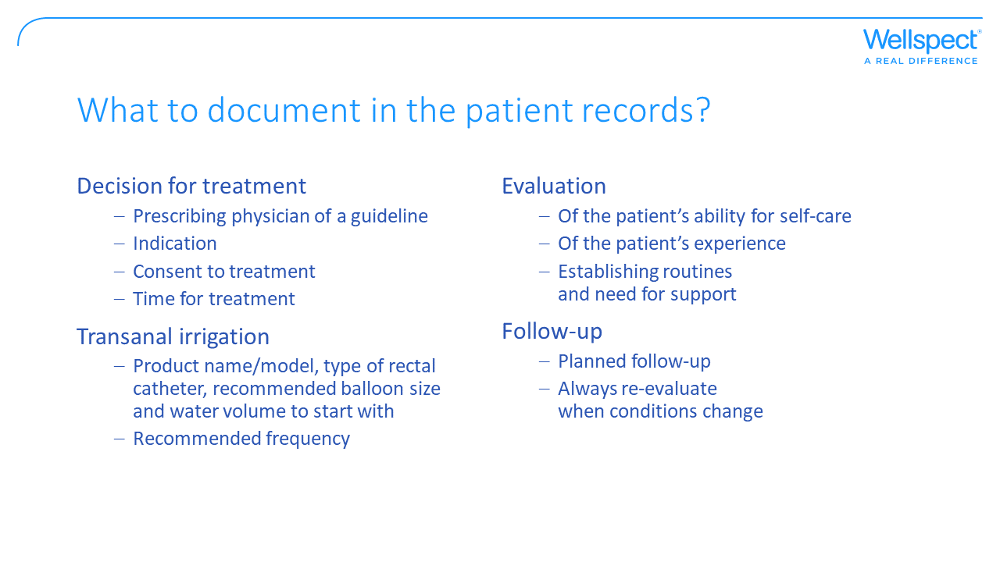 Wellspect®
A REAL DIFFERENCE
What to document in the patient records?
Decision for treatment
– Prescribing physician of a guideline
– Indication
– Consent to treatment
– Time for treatment
Transanal irrigation
– Product name/model, type of rectal
catheter, recommended balloon size
and water volume to start with
– Recommended frequency
Evaluation
– Of the patient’s ability for self-care
– Of the patient’s experience
– Establishing routines
and need for support
Follow-up
– Planned follow-up
– Always re-evaluate
when conditions change